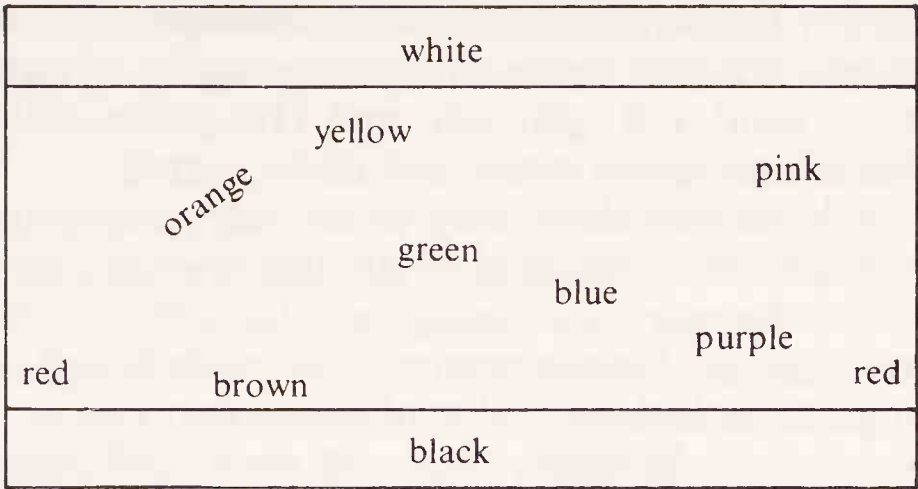 white
yellow
orange
pink
green
blue
purple
red
brown
red
black